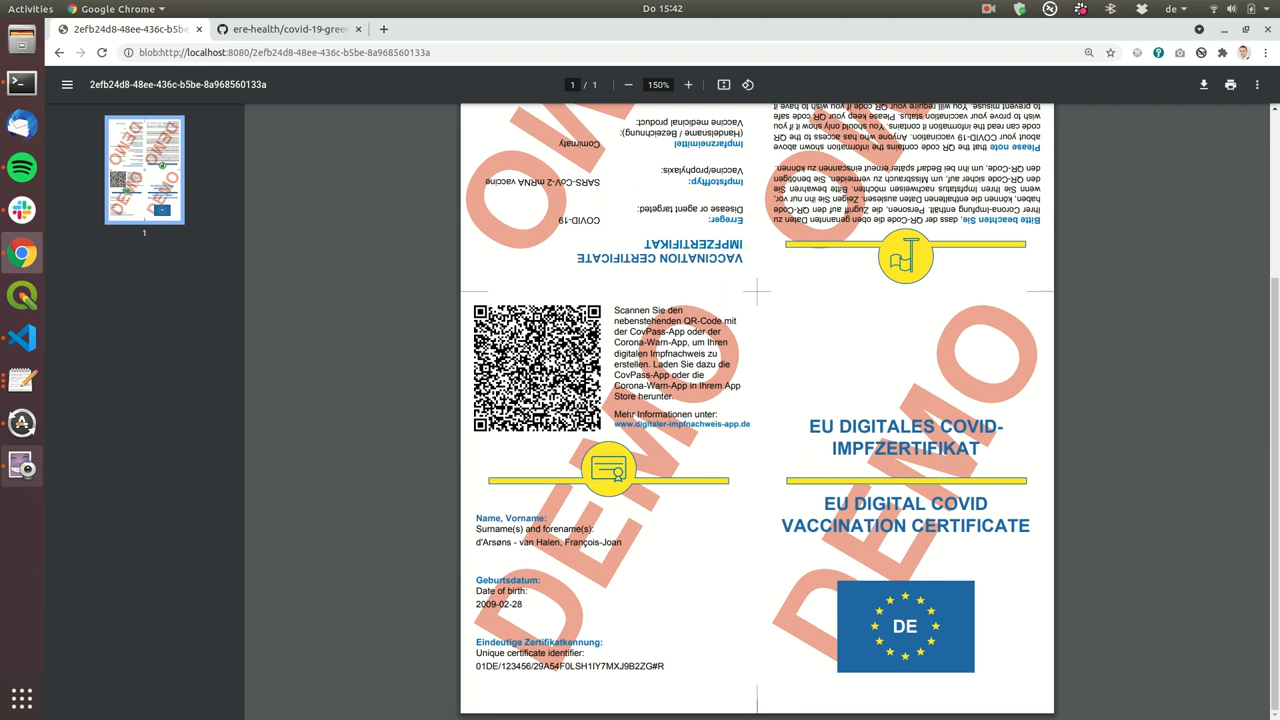 Activities
Google Chrome
Do 15:42
de
2efb24d8-48ee-436c-b5be
ere-health/covid-19-green
blob:http://localhost:8080/2efb24d8-48ee-436c-b5be-8a968560133a
2efb24d8-48ee-436c-b5be-8a968560133a
1 / 1
150%
1
Bitte beachten Sie, dass der QR-Code die oben genannten Daten zu
Ihrer Corona-Impfung enthält. Personen, die Zugriff auf den QR-Code
haben, können die enthaltenen Daten auslesen. Zeigen Sie ihn nur vor,
wenn Sie Ihren Impfstatus nachweisen möchten. Bitte bewahren Sie
den QR-Code sicher auf, um Missbrauch zu vermeiden. Sie benötigen
den QR-Code, um ihn bei Bedarf später erneut einscannen zu können.
Please note that the QR code contains the information shown above
about your COVID-19 vaccination. Anyone who has access to the QR
code can read the information it contains. You should only show it if you
wish to prove your vaccination status. Please keep your QR code safe
to prevent misuse. You will require your QR code if you wish to have it
VACCINATION CERTIFICATE
IMPFZERTIFIKAT
Erreger:
Disease or agent targeted:
COVID-19
Impfstofftyp:
Vaccine/prophylaxis:
SARS-CoV-2 mRNA vaccine
Impfarzneimittel
(Handelsname / Bezeichnung):
Vaccine medicinal product:
Comirnaty
Scannen Sie den
nebenstehenden QR-Code mit
der CovPass-App oder der
Corona-Warn-App, um Ihren
digitalen Impfnachweis zu
erstellen. Laden Sie dazu die
CovPass-App oder die
Corona-Warn-App in Ihrem App
Store herunter.
Mehr Informationen unter:
www.digitaler-impfnachweis-app.de
Name, Vorname:
Surname(s) and forename(s):
d'Arsøns - van Halen, François-Joan
Geburtsdatum:
Date of birth:
2009-02-28
Eindeutige Zertifikatkennung:
Unique certificate identifier:
01DE/123456/29A54F0LSH1IY7MXJ9B2ZG#R
DEMO
EU DIGITALES COVID-
IMPFZERTIFIKAT
EU DIGITAL COVID
VACCINATION CERTIFICATE
DE
DEMO